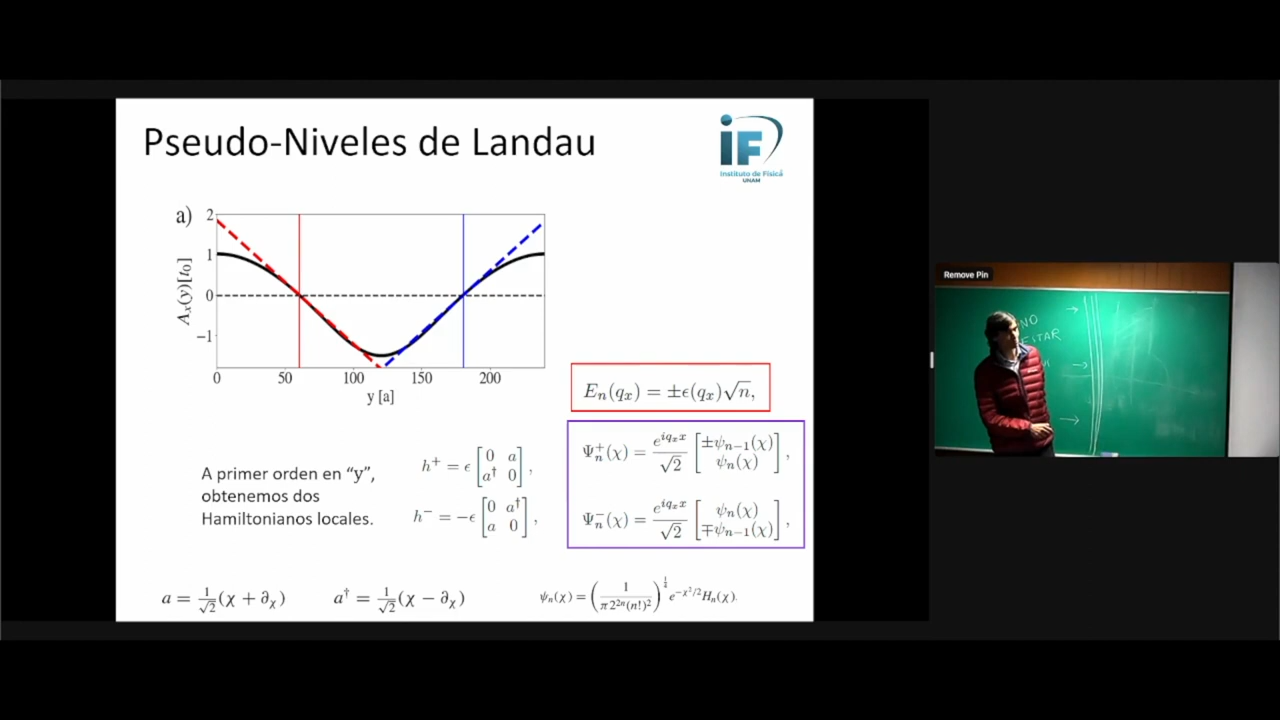 Pseudo-Niveles de Landau
iF
Instituto de Física
UNAM
a)
2
1
0
−1
A_x(y)[t_0]
0 50 100 150 200
y [a]
E_n(q_x) = ±ϵ(q_x)√n,
Ψ_n^+(χ) = e^{iq_x x}/√2 [±ψ_{n−1}(χ) ; ψ_n(χ)],
Ψ_n^−(χ) = e^{iq_x x}/√2 [ψ_n(χ) ; ∓ψ_{n−1}(χ)],
A primer orden en “y”,
obtenemos dos
Hamiltonianos locales.
h^+ = ϵ [0 a ; a^† 0],
h^− = −ϵ [0 a^† ; a 0],
a = 1/√2 (χ + ∂_χ)
a^† = 1/√2 (χ − ∂_χ)
ψ_n(χ) = (1/(π 2^{2n}(n!)^2))^{1/4} e^{−χ^2/2} H_n(χ).
Remove Pin
NO